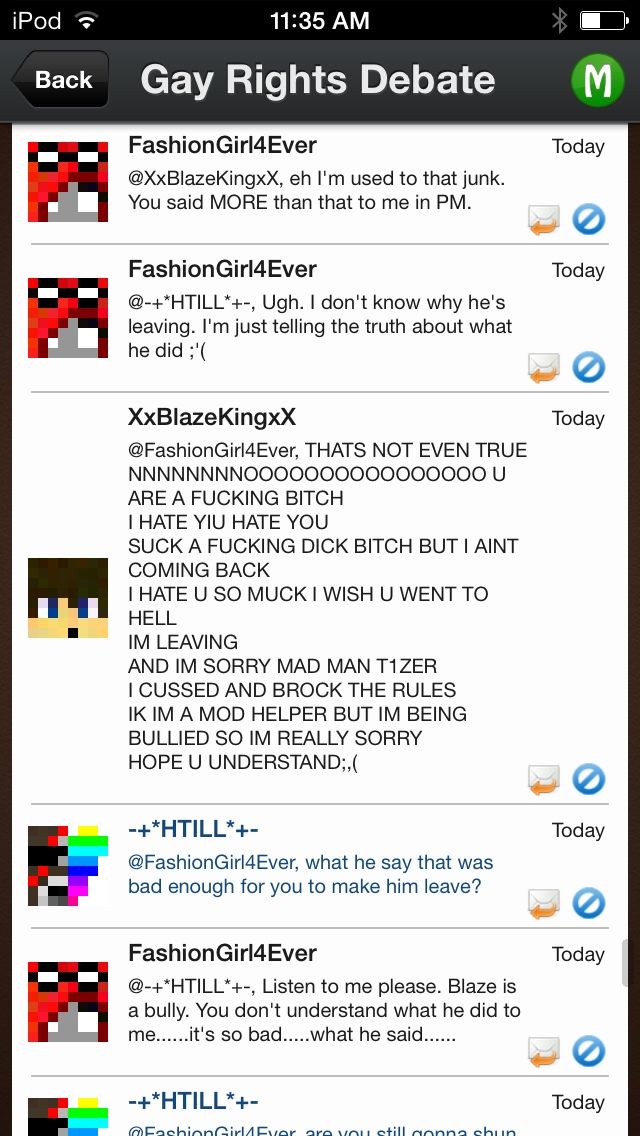 iPod 11:35 AM
Back Gay Rights Debate M
FashionGirl4Ever Today
@XxBlazeKingxX, eh I'm used to that junk.
You said MORE than that to me in PM.
FashionGirl4Ever Today
@-+*HTILL*+-, Ugh. I don't know why he's
leaving. I'm just telling the truth about what
he did ;'(
XxBlazeKingxX Today
@FashionGirl4Ever, THATS NOT EVEN TRUE
NNNNNNNNOOOOOOOOOOOOOOOO U
ARE A FUCKING BITCH
I HATE YIU HATE YOU
SUCK A FUCKING DICK BITCH BUT I AINT
COMING BACK
I HATE U SO MUCK I WISH U WENT TO
HELL
IM LEAVING
AND IM SORRY MAD MAN T1ZER
I CUSSED AND BROCK THE RULES
IK IM A MOD HELPER BUT IM BEING
BULLIED SO IM REALLY SORRY
HOPE U UNDERSTAND;,(
-+*HTILL*+- Today
@FashionGirl4Ever, what he say that was
bad enough for you to make him leave?
FashionGirl4Ever Today
@-+*HTILL*+-, Listen to me please. Blaze is
a bully. You don't understand what he did to
me......it's so bad.....what he said......
-+*HTILL*+- Today
@FashionGirl4Ever, are you still gonna shun